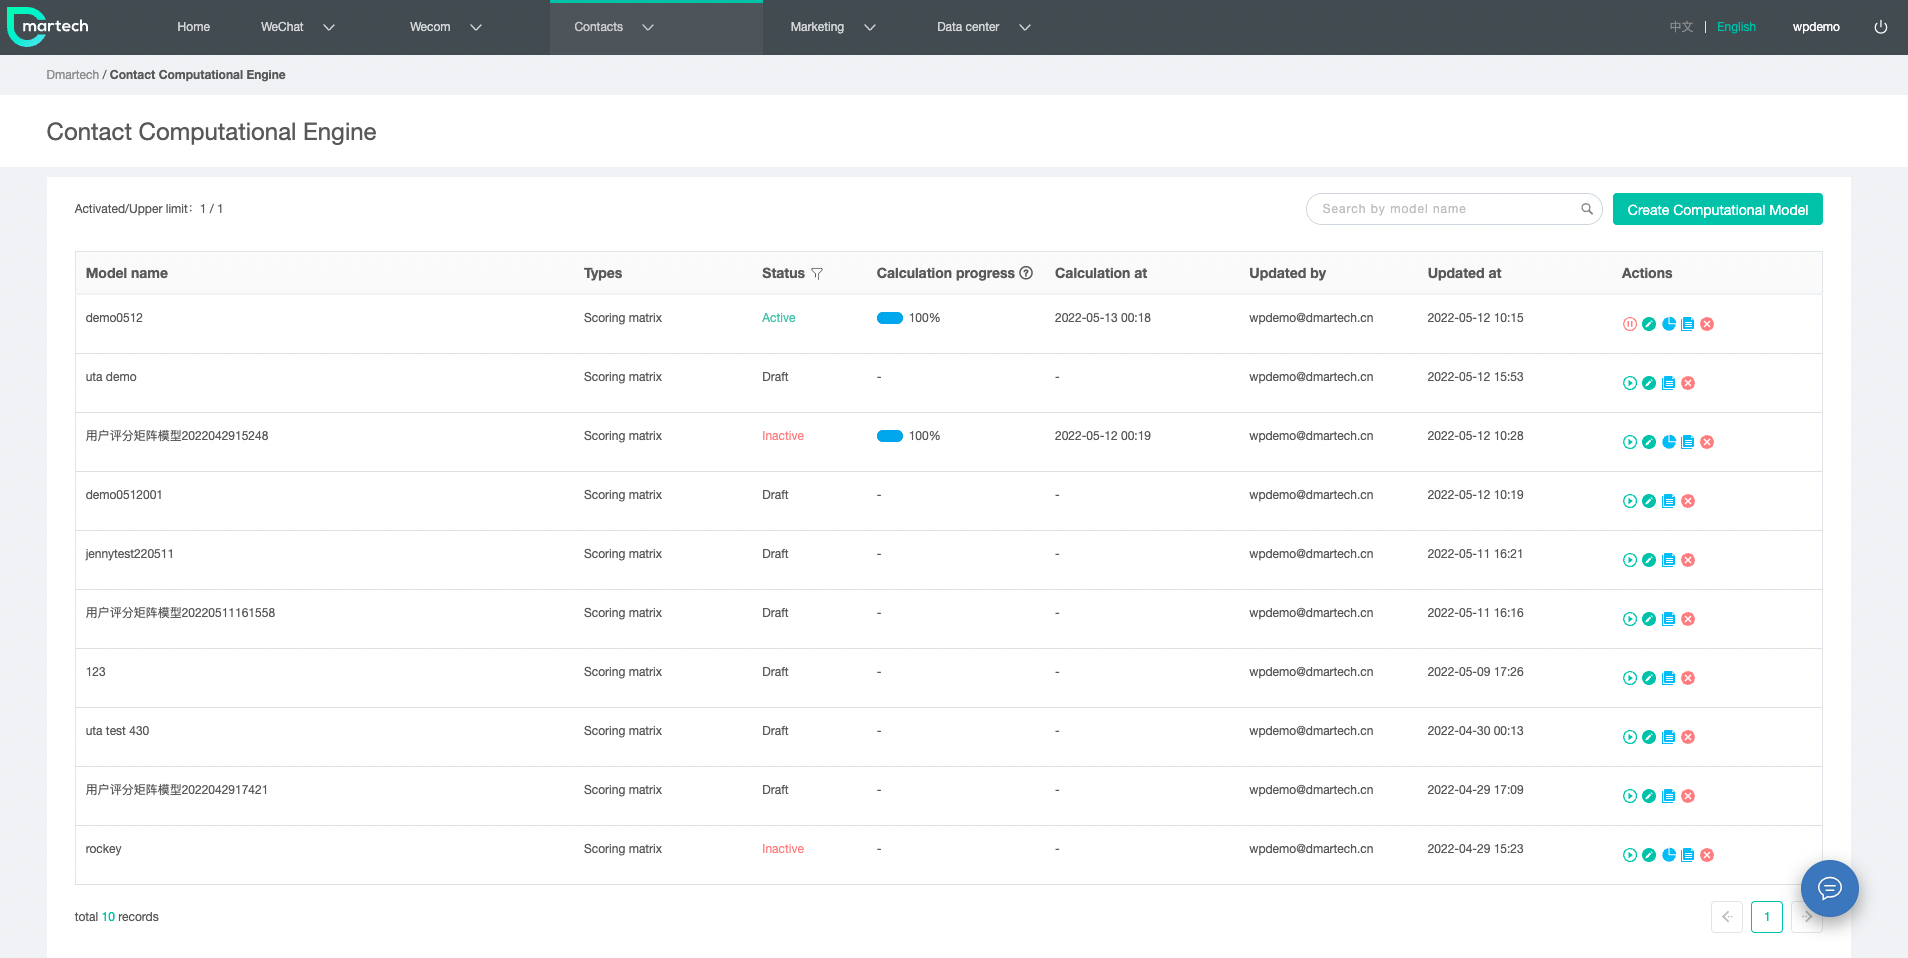 Dmartech Home WeChat Wecom Contacts Marketing Data center 中文 | English wpdemo
Dmartech / Contact Computational Engine
Contact Computational Engine
Activated/Upper limit: 1 / 1 Search by model name Create Computational Model
Model name Types Status Calculation progress ? Calculation at Updated by Updated at Actions
demo0512 Scoring matrix Active 100% 2022-05-13 00:18 wpdemo@dmartech.cn 2022-05-12 10:15
uta demo Scoring matrix Draft - - wpdemo@dmartech.cn 2022-05-12 15:53
用户评分矩阵模型2022042915248 Scoring matrix Inactive 100% 2022-05-12 00:19 wpdemo@dmartech.cn 2022-05-12 10:28
demo0512001 Scoring matrix Draft - - wpdemo@dmartech.cn 2022-05-12 10:19
jennytest220511 Scoring matrix Draft - - wpdemo@dmartech.cn 2022-05-11 16:21
用户评分矩阵模型20220511161558 Scoring matrix Draft - - wpdemo@dmartech.cn 2022-05-11 16:16
123 Scoring matrix Draft - - wpdemo@dmartech.cn 2022-05-09 17:26
uta test 430 Scoring matrix Draft - - wpdemo@dmartech.cn 2022-04-30 00:13
用户评分矩阵模型2022042917421 Scoring matrix Draft - - wpdemo@dmartech.cn 2022-04-29 17:09
rockey Scoring matrix Inactive - - wpdemo@dmartech.cn 2022-04-29 15:23
total 10 records 1